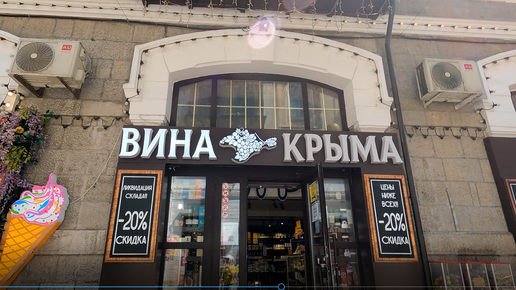 ВИНА КРЫМА
ЛИКВИДАЦИЯ
СКЛАДА!!
-20%
СКИДКА
ЦЕНЫ
НИЖЕ
ВСЕХ!!
-20%
СКИДКА